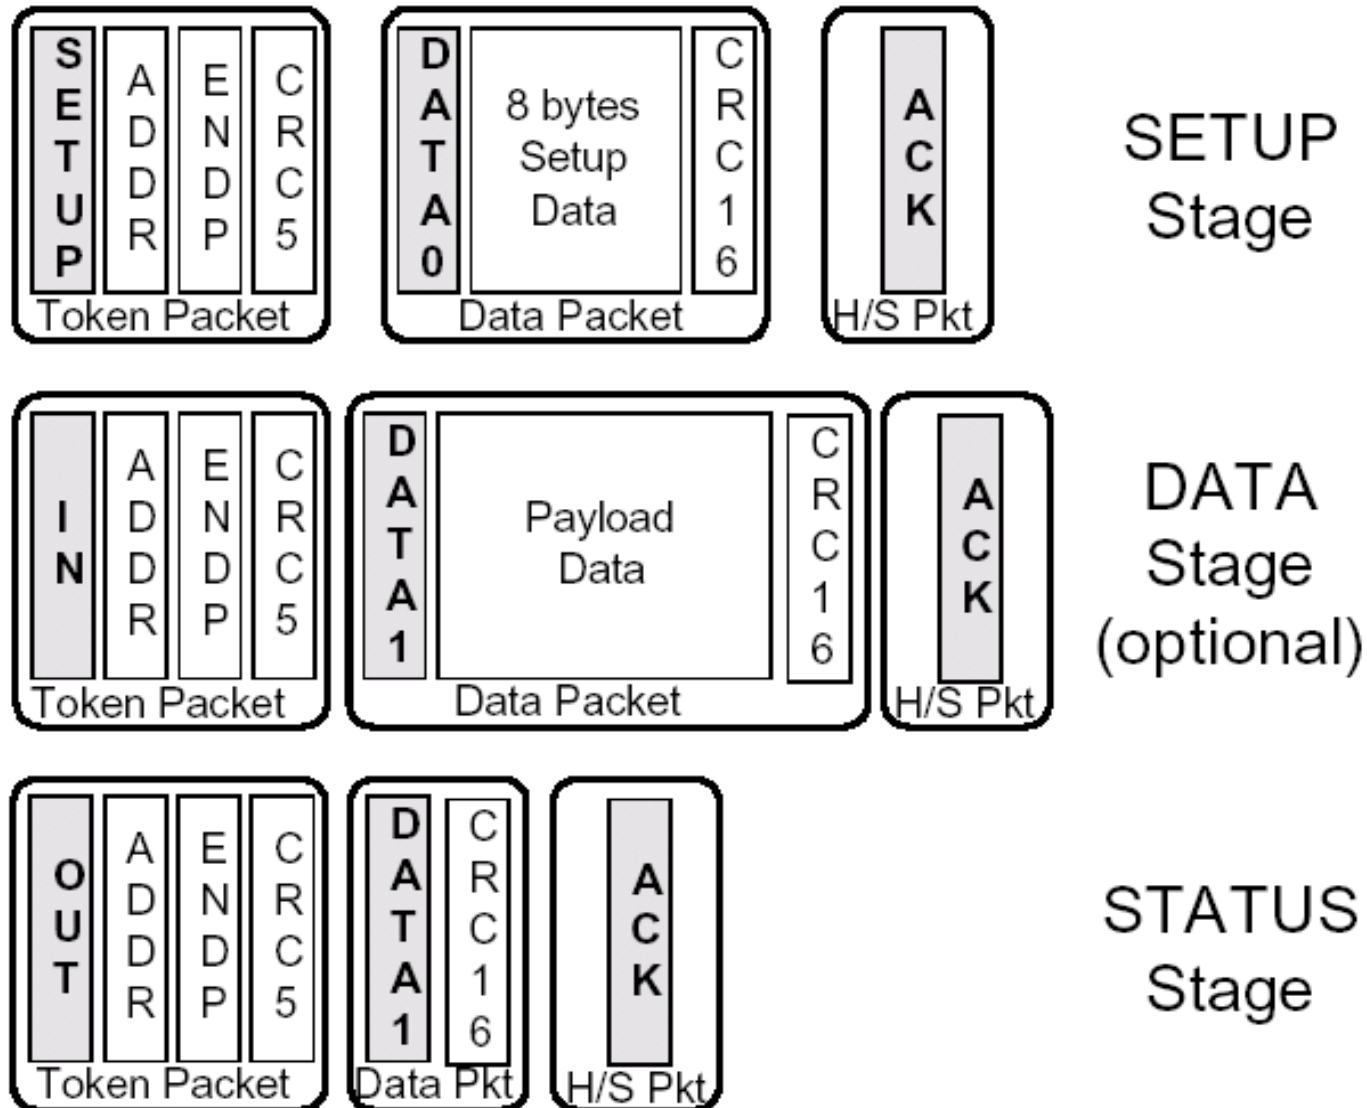 SETUP
ADDR
ENDP
CRC5
Token Packet
DATA0
8 bytes
Setup
Data
CRC16
Data Packet
ACK
H/S Pkt
SETUP
Stage
IN
ADDR
ENDP
CRC5
Token Packet
DATA1
Payload
Data
CRC16
Data Packet
ACK
H/S Pkt
DATA
Stage
(optional)
OUT
ADDR
ENDP
CRC5
Token Packet
DATA1
CRC16
Data Pkt
ACK
H/S Pkt
STATUS
Stage